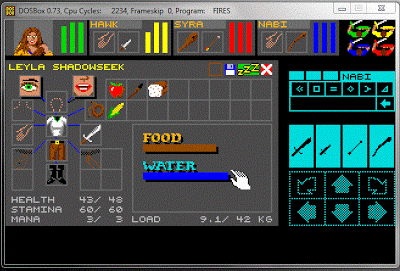 DOSBox 0.73, Cpu Cycles: 2234, Frameskip 0, Program: FIRES
HAWK SYRA NABI
LEYLA SHADOWSEEK
zZZ
NABI
FOOD
WATER
HEALTH 43/ 48
STAMINA 60/ 60
MANA 3/ 3 LOAD 9.1/ 42 KG